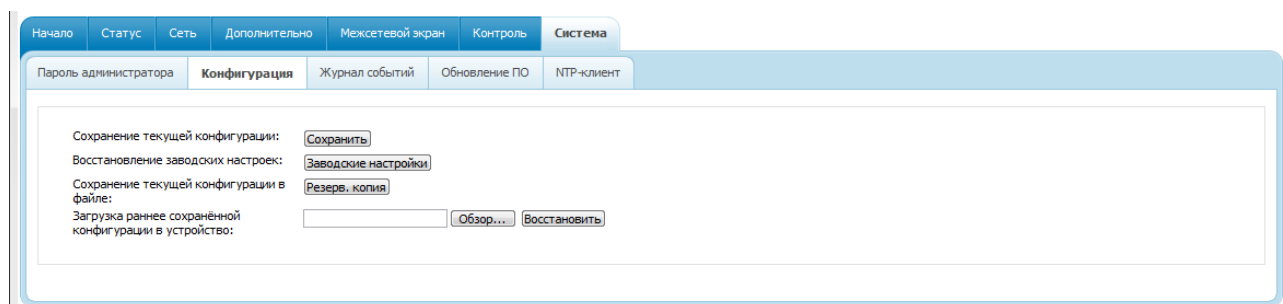 Начало Статус Сеть Дополнительно Межсетевой экран Контроль Система
Пароль администратора Конфигурация Журнал событий Обновление ПО NTP-клиент
Сохранение текущей конфигурации: Сохранить
Восстановление заводских настроек: Заводские настройки
Сохранение текущей конфигурации в
файле: Резерв. копия
Загрузка раннее сохранённой
конфигурации в устройство: Обзор... Восстановить